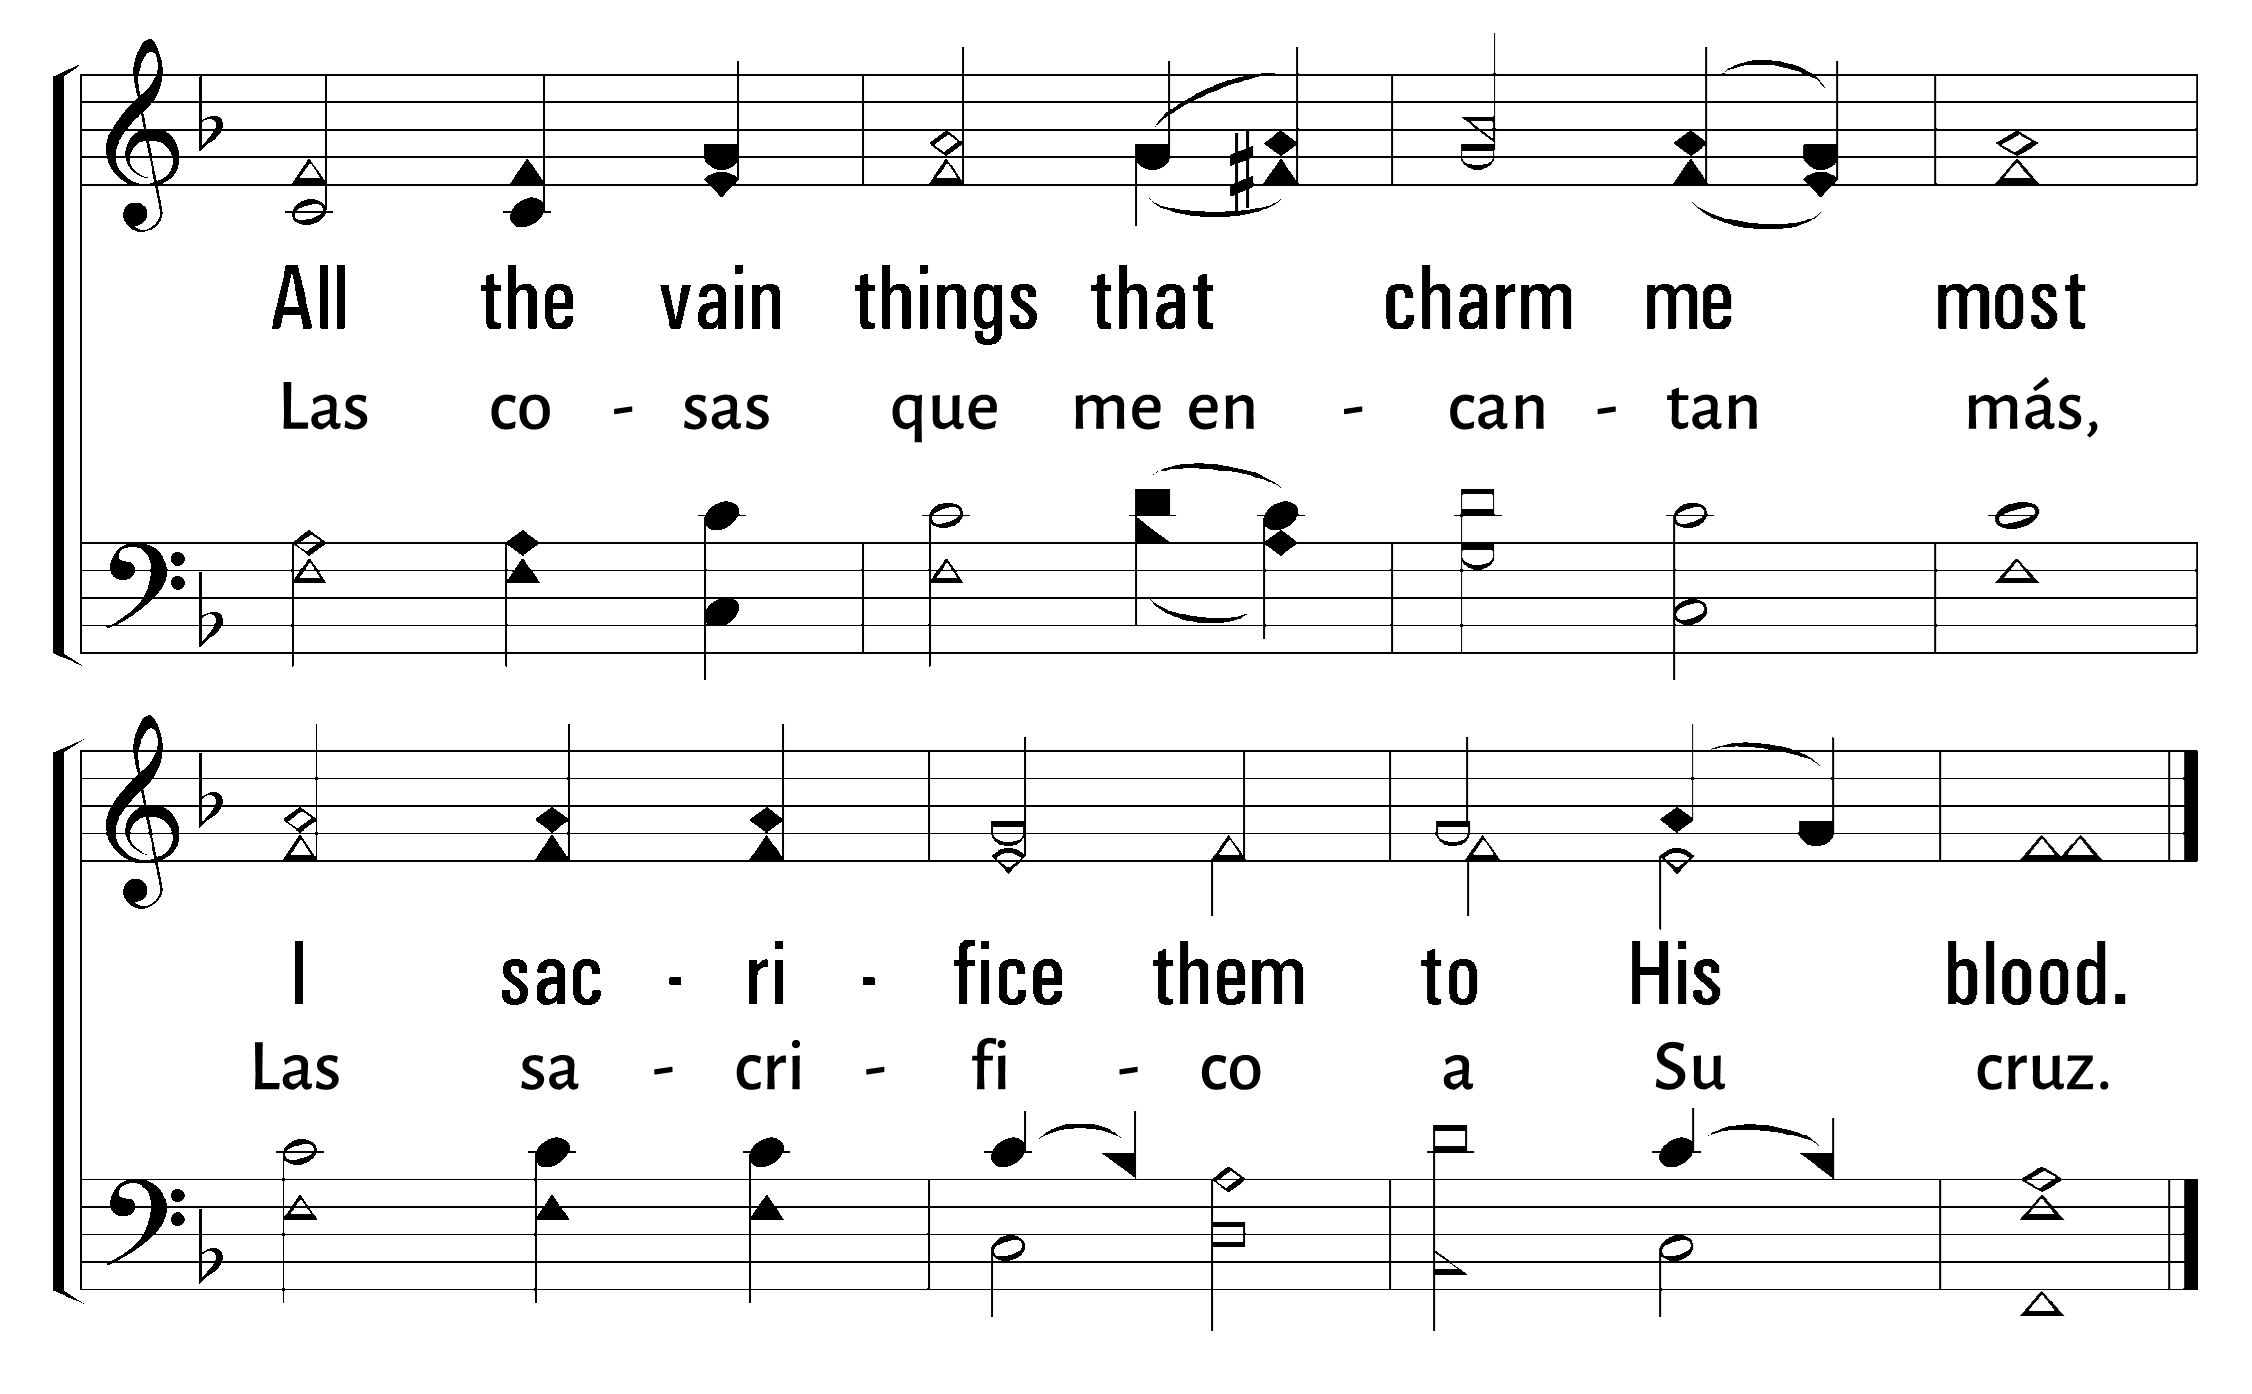 All the vain things that charm me most
Las co - sas que me en - can - tan más,
I sac - ri - fice them to His blood.
Las sa - cri - fi - co a Su cruz.